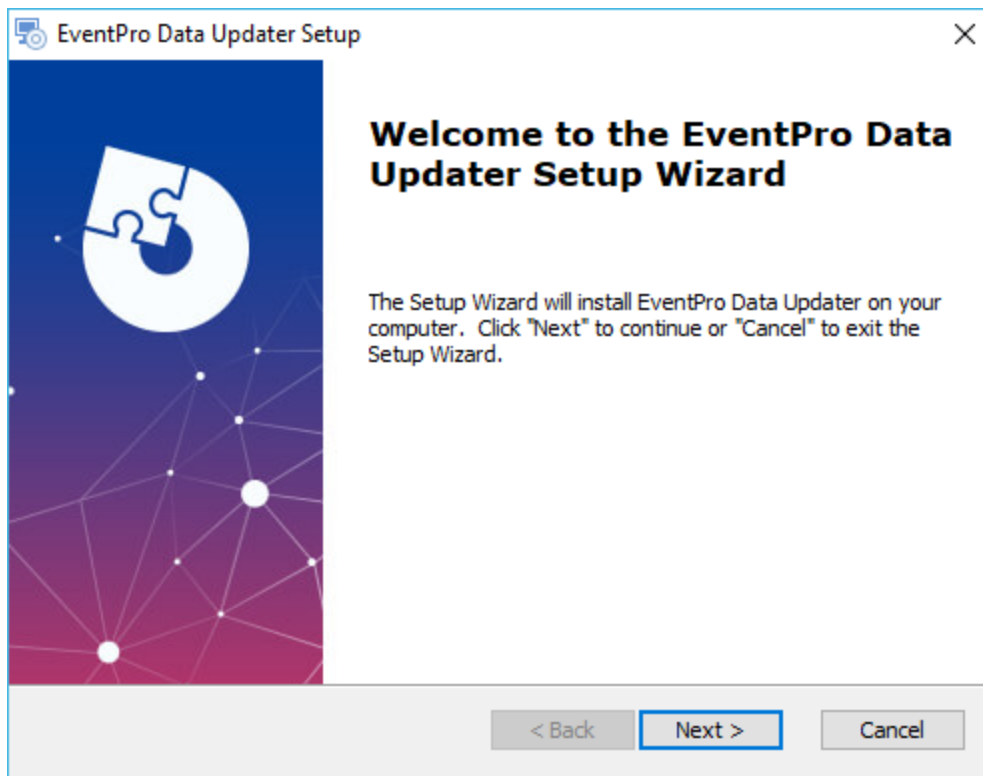 EventPro Data Updater Setup
Welcome to the EventPro Data
Updater Setup Wizard
The Setup Wizard will install EventPro Data Updater on your
computer.  Click "Next" to continue or "Cancel" to exit the
Setup Wizard.
< Back
Next >
Cancel